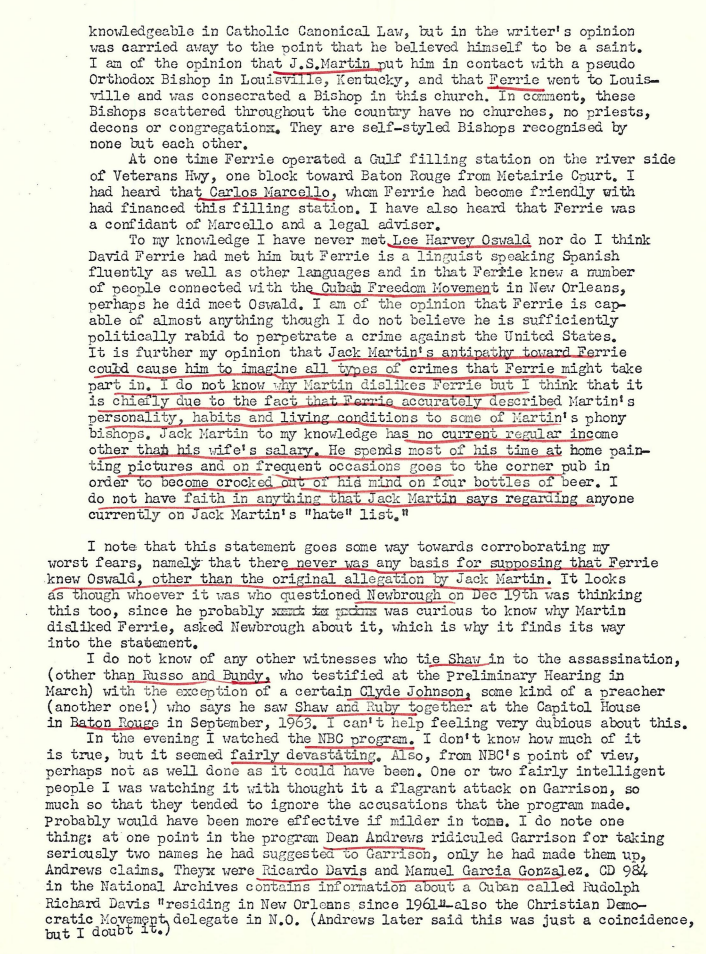 knowledgeable in Catholic Canonical Law, but in the writer's opinion
was carried away to the point that he believed himself to be a saint.
I am of the opinion that J.S.Martin put him in contact with a pseudo
Orthodox Bishop in Louisville, Kentucky, and that Ferrie went to Louis-
ville and was consecrated a Bishop in this church. In comment, these
Bishops scattered throughout the country have no churches, no priests,
decons or congregationx. They are self-styled Bishops recognised by
none but each other.
At one time Ferrie operated a Gulf filling station on the river side
of Veterans Hwy, one block toward Baton Rouge from Metairie Court. I
had heard that Carlos Marcello, whom Ferrie had become friendly with
had financed this filling station. I have also heard that Ferrie was
a confidant of Marcello and a legal adviser.
To my knowledge I have never met Lee Harvey Oswald nor do I think
David Ferrie had met him but Ferrie is a linguist speaking Spanish
fluently as well as other languages and in that Ferrie knew a number
of people connected with the Cuban Freedom Movement in New Orleans,
perhaps he did meet Oswald. I am of the opinion that Ferrie is cap-
able of almost anything though I do not believe he is sufficiently
politically rabid to perpetrate a crime against the United States.
It is further my opinion that Jack Martin's antipathy toward Ferrie
could cause him to imagine all types of crimes that Ferrie might take
part in. I do not know why Martin dislikes Ferrie but I think that it
is chiefly due to the fact that Ferrie accurately described Martin's
personality, habits and living conditions to some of Martin's phony
bishops. Jack Martin to my knowledge has no current regular income
other than his wife's salary. He spends most of his time at home pain-
ting pictures and on frequent occasions goes to the corner pub in
order to become crocked out of his mind on four bottles of beer. I
do not have faith in anything that Jack Martin says regarding anyone
currently on Jack Martin's "hate" list."
I note that this statement goes some way towards corroborating my
worst fears, namely that there never was any basis for supposing that Ferrie
knew Oswald, other than the original allegation by Jack Martin. It looks
as though whoever it was who questioned Newbrough on Dec 19th was thinking
this too, since he probably was curious to know why Martin
disliked Ferrie, asked Newbrough about it, which is why it finds its way
into the statement.
I do not know of any other witnesses who tie Shaw in to the assassination,
(other than Russo and Bundy, who testified at the Preliminary Hearing in
March) with the exception of a certain Clyde Johnson, some kind of a preacher
(another one!) who says he saw Shaw and Ruby together at the Capitol House
in Baton Rouge in September, 1963. I can't help feeling very dubious about this.
In the evening I watched the NBC program. I don't know how much of it
is true, but it seemed fairly devastating. Also, from NBC's point of view,
perhaps not as well done as it could have been. One or two fairly intelligent
people I was watching it with thought it a flagrant attack on Garrison, so
much so that they tended to ignore the accusations that the program made.
Probably would have been more effective if milder in tone. I do note one
thing: at one point in the program Dean Andrews ridiculed Garrison for taking
seriously two names he had suggested to Garrison, only he had made them up,
Andrews claims. Theyx were Ricardo Davis and Manuel Garcia Gonzalez. CD 984
in the National Archives contains information about a Cuban called Rudolph
Richard Davis "residing in New Orleans since 1961"—also the Christian Demo-
cratic Movement delegate in N.O. (Andrews later said this was just a coincidence,
but I doubt it.)